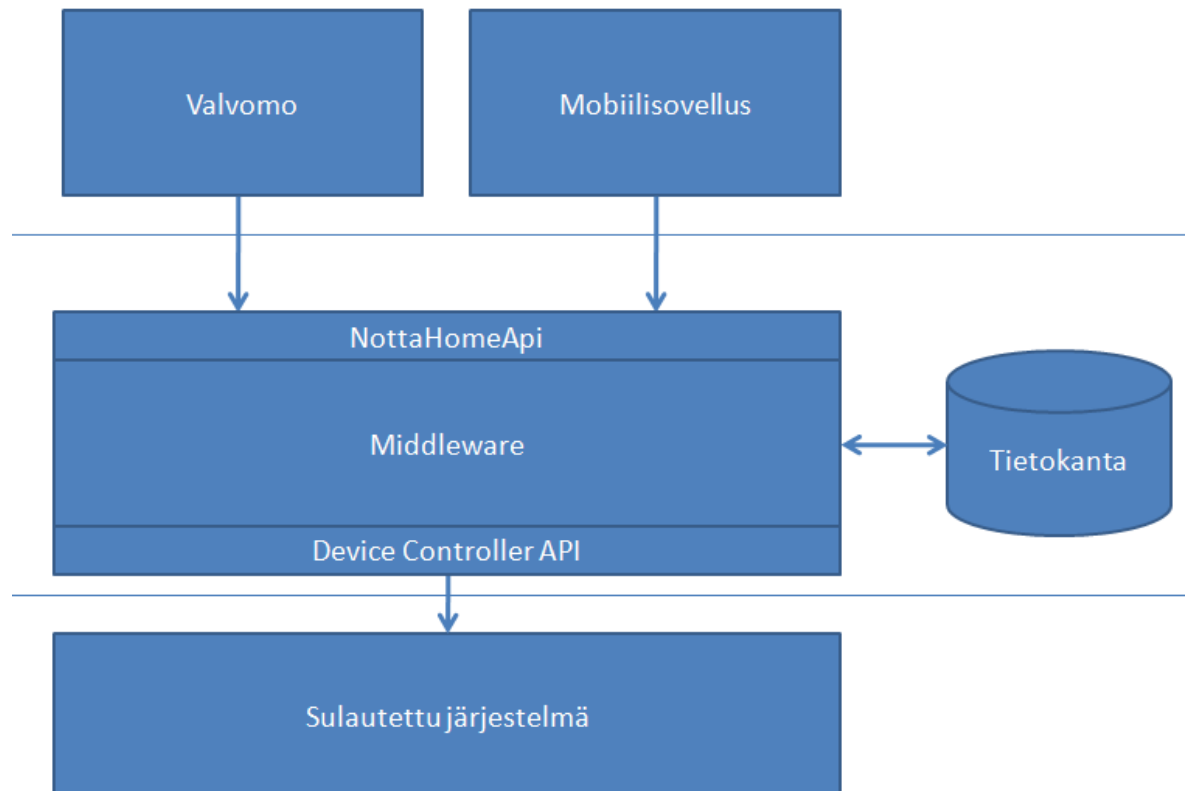 Valvomo
Mobiilisovellus
NottaHomeApi
Middleware
Tietokanta
Device Controller API
Sulautettu järjestelmä